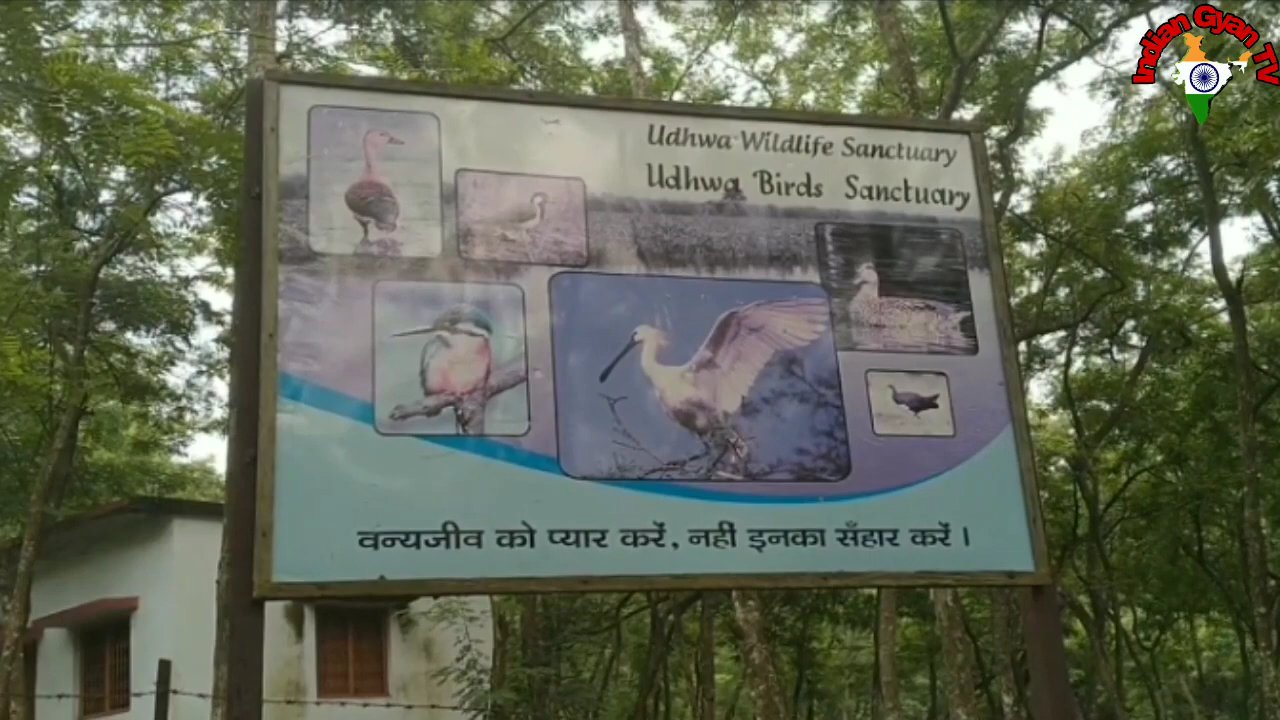 Indian Gyan TV
Udhwa Wildlife Sanctuary
Udhwa Birds Sanctuary
वन्यजीव को प्यार करें, नहीं इनका सँहार करें ।